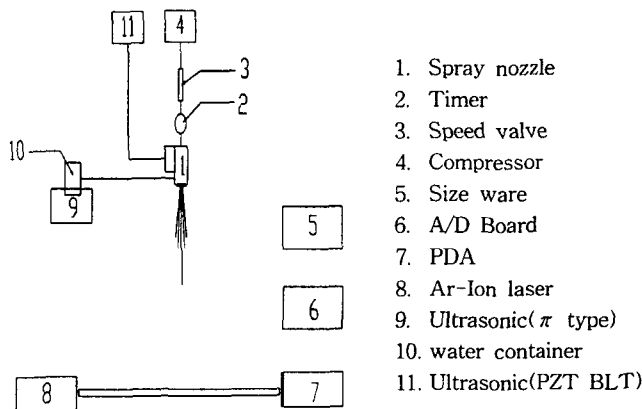 11
4
3
2
10
1
9
5
6
8
7
1. Spray nozzle
2. Timer
3. Speed valve
4. Compressor
5. Size ware
6. A/D Board
7. PDA
8. Ar-Ion laser
9. Ultrasonic(π type)
10. water container
11. Ultrasonic(PZT BLT)